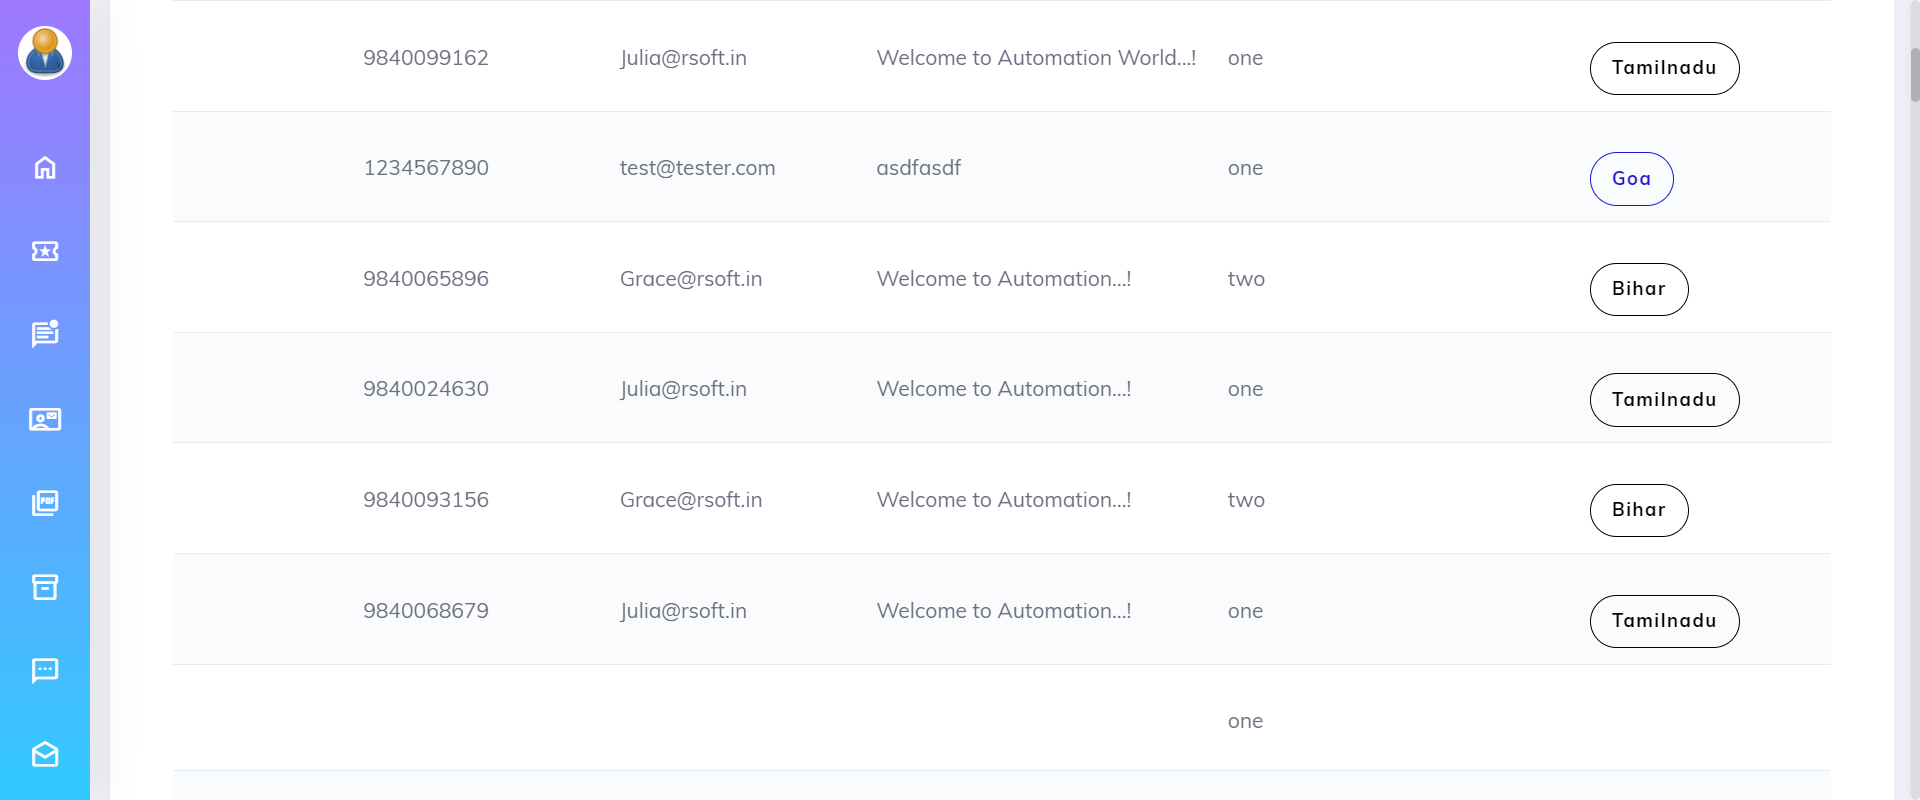 9840099162 Julia@rsoft.in Welcome to Automation World...! one Tamilnadu
1234567890 test@tester.com asdfasdf one Goa
9840065896 Grace@rsoft.in Welcome to Automation...! two Bihar
9840024630 Julia@rsoft.in Welcome to Automation...! one Tamilnadu
9840093156 Grace@rsoft.in Welcome to Automation...! two Bihar
PDF
9840068679 Julia@rsoft.in Welcome to Automation...! one Tamilnadu
one